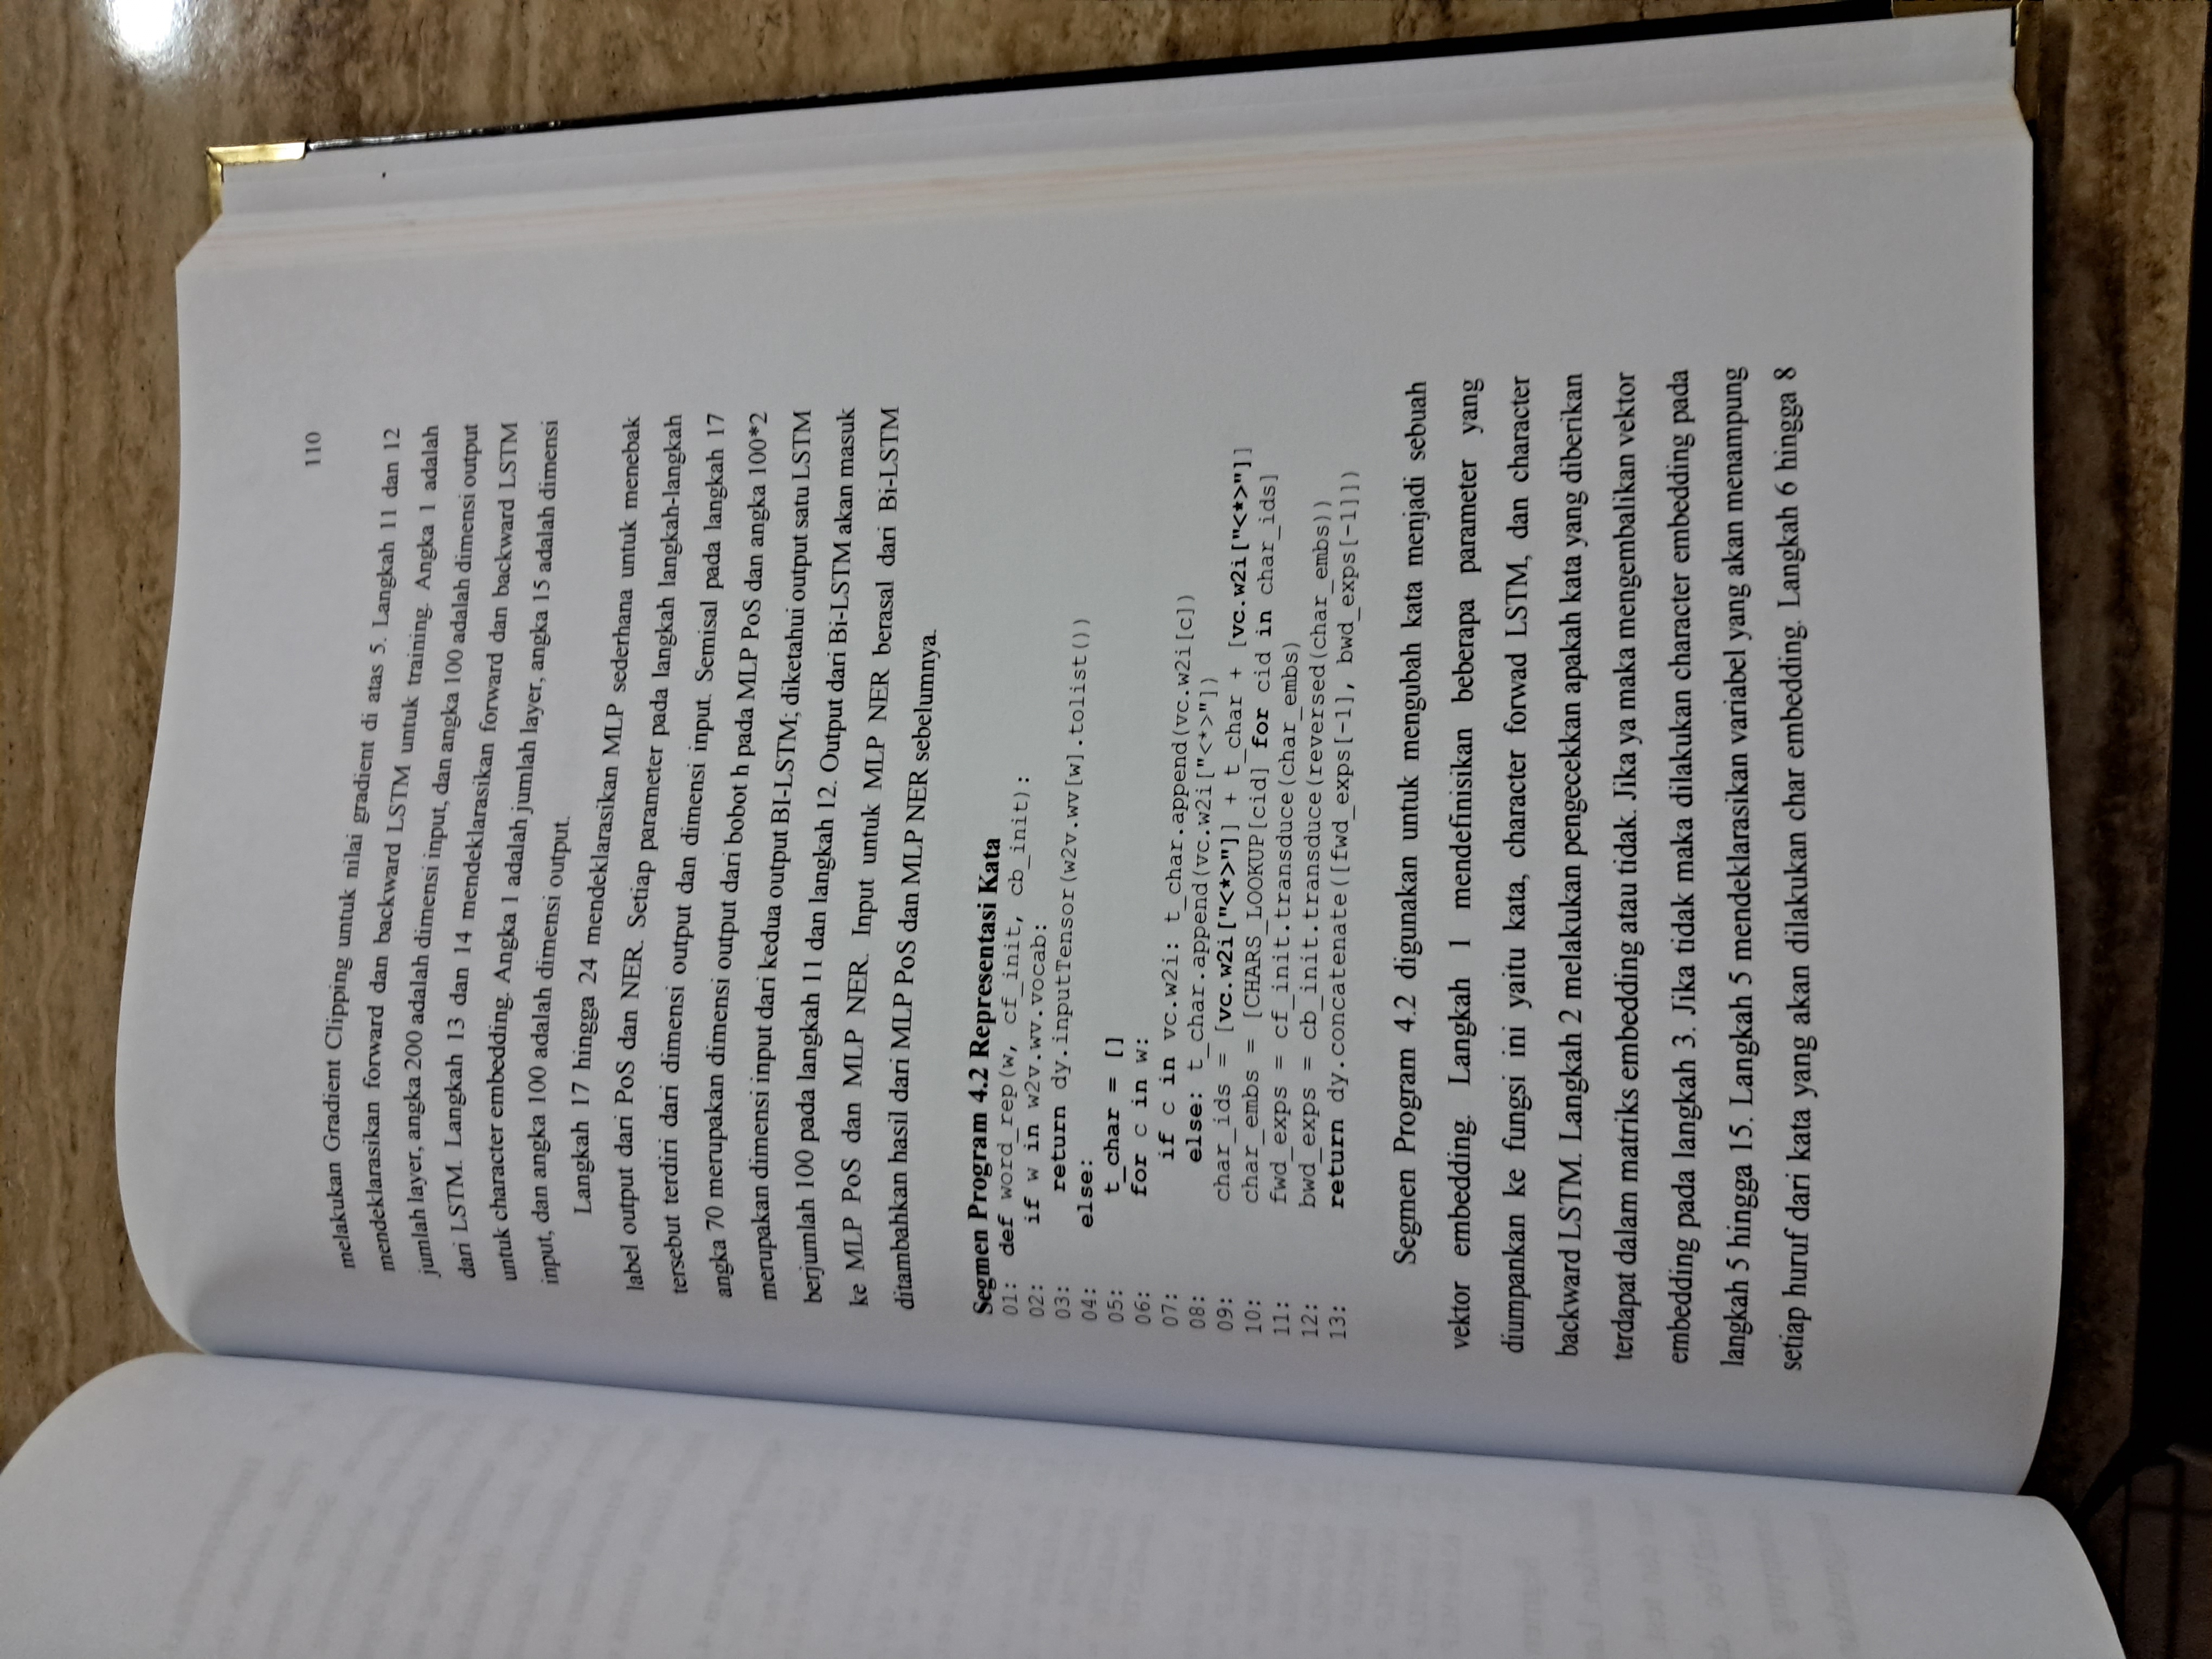 110
melakukan Gradient Clipping untuk nilai gradient di atas 5. Langkah 11 dan 12
mendeklarasikan forward dan backward LSTM untuk training. Angka 1 adalah
jumlah layer, angka 200 adalah dimensi input, dan angka 100 adalah dimensi output
dari LSTM. Langkah 13 dan 14 mendeklarasikan forward dan backward LSTM
untuk character embedding. Angka 1 adalah jumlah layer, angka 15 adalah dimensi
input, dan angka 100 adalah dimensi output.
Langkah 17 hingga 24 mendeklarasikan MLP sederhana untuk menebak
label output dari PoS dan NER. Setiap parameter pada langkah langkah-langkah
tersebut terdiri dari dimensi output dan dimensi input. Semisal pada langkah 17
angka 70 merupakan dimensi output dari bobot h pada MLP PoS dan angka 100*2
merupakan dimensi input dari kedua output BI-LSTM; diketahui output satu LSTM
berjumlah 100 pada langkah 11 dan langkah 12. Output dari Bi-LSTM akan masuk
ke MLP PoS dan MLP NER. Input untuk MLP NER berasal dari Bi-LSTM
ditambahkan hasil dari MLP PoS dan MLP NER sebelumnya.
Segmen Program 4.2 Representasi Kata
01: def word_rep(w, cf_init, cb_init):
02: if w in w2v.wv.vocab:
03: return dy.inputTensor(w2v.wv[w].tolist())
04: else:
05: t_char = []
06: for c in w:
07: if c in vc.w2i: t_char.append(vc.w2i[c])
08: else: t_char.append(vc.w2i["<*>"])
09: char_ids = [vc.w2i["<*>"]] + t_char + [vc.w2i["<*>"]]
10: char_embs = [CHARS_LOOKUP[cid] for cid in char_ids]
11: fwd_exps = cf_init.transduce(char_embs)
12: bwd_exps = cb_init.transduce(reversed(char_embs))
13: return dy.concatenate([fwd_exps[-1], bwd_exps[-1]])
Segmen Program 4.2 digunakan untuk mengubah kata menjadi sebuah
vektor embedding. Langkah 1 mendefinisikan beberapa parameter yang
diumpankan ke fungsi ini yaitu kata, character forwad LSTM, dan character
backward LSTM. Langkah 2 melakukan pengecekkan apakah kata yang diberikan
terdapat dalam matriks embedding atau tidak. Jika ya maka mengembalikan vektor
embedding pada langkah 3. Jika tidak maka dilakukan character embedding pada
langkah 5 hingga 15. Langkah 5 mendeklarasikan variabel yang akan menampung
setiap huruf dari kata yang akan dilakukan char embedding. Langkah 6 hingga 8